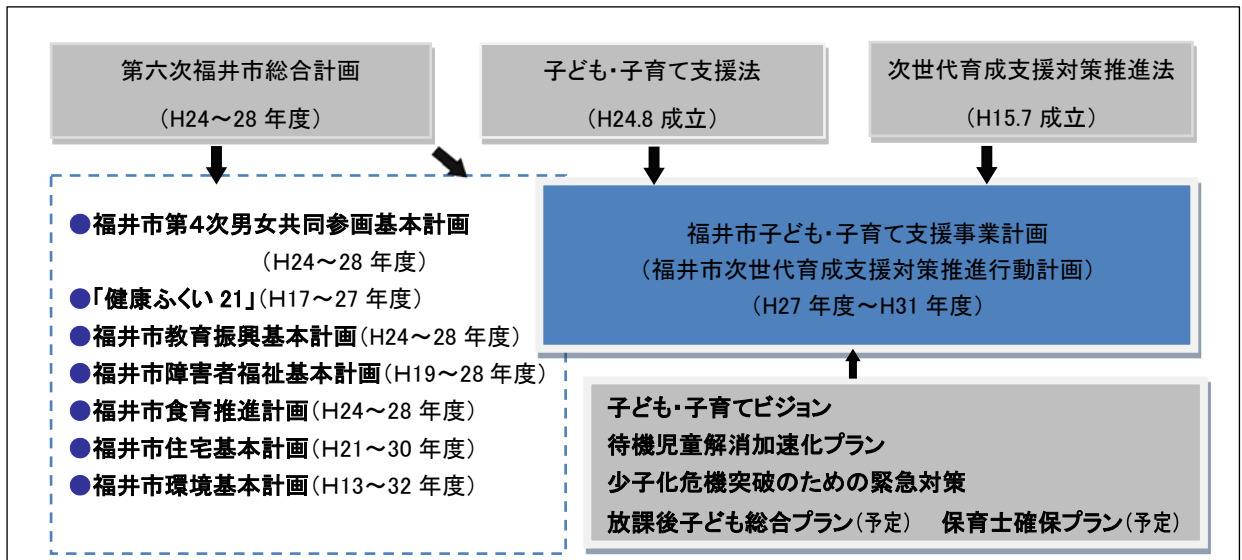 第六次福井市総合計画
（H24～28 年度）
子ども・子育て支援法
（H24.8 成立）
次世代育成支援対策推進法
（H15.7 成立）
●福井市第４次男女共同参画基本計画
（H24～28 年度）
●「健康ふくい 21」（H17～27 年度）
●福井市教育振興基本計画（H24～28 年度）
●福井市障害者福祉基本計画（H19～28 年度）
●福井市食育推進計画（H24～28 年度）
●福井市住宅基本計画（H21～30 年度）
●福井市環境基本計画（H13～32 年度）
福井市子ども・子育て支援事業計画
（福井市次世代育成支援対策推進行動計画）
（H27 年度～H31 年度）
子ども・子育てビジョン
待機児童解消加速化プラン
少子化危機突破のための緊急対策
放課後子ども総合プラン（予定）　保育士確保プラン（予定）